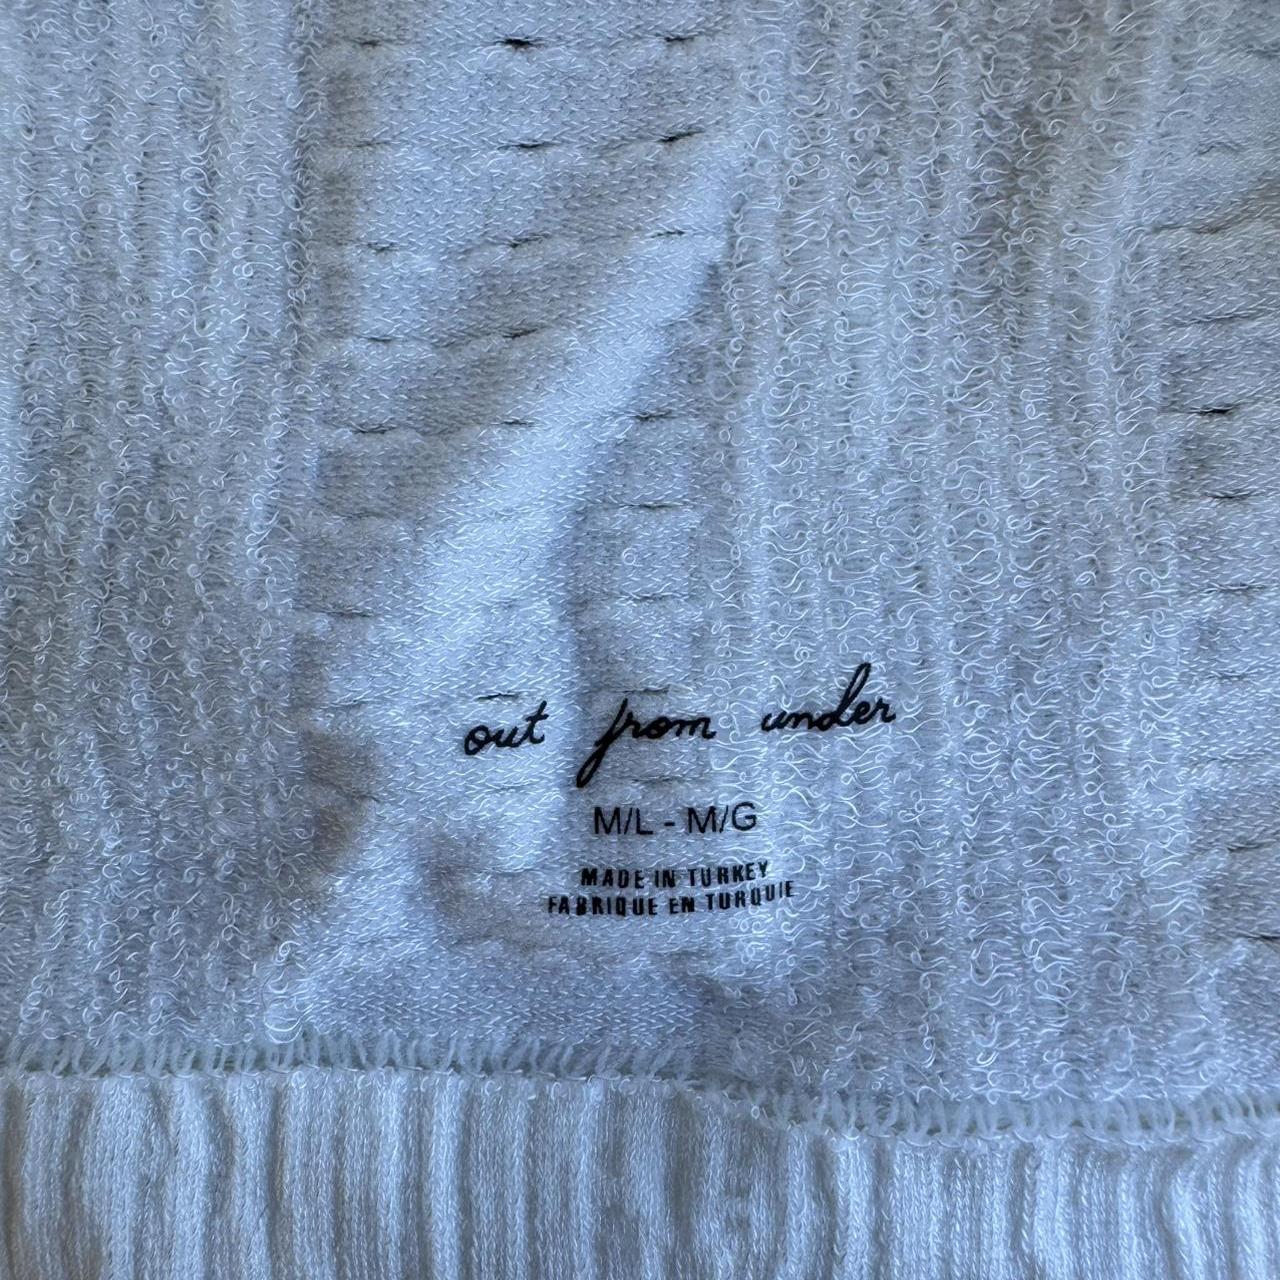 out from under
M/L - M/G
MADE IN TURKEY
FABRIQUE EN TURQUIE